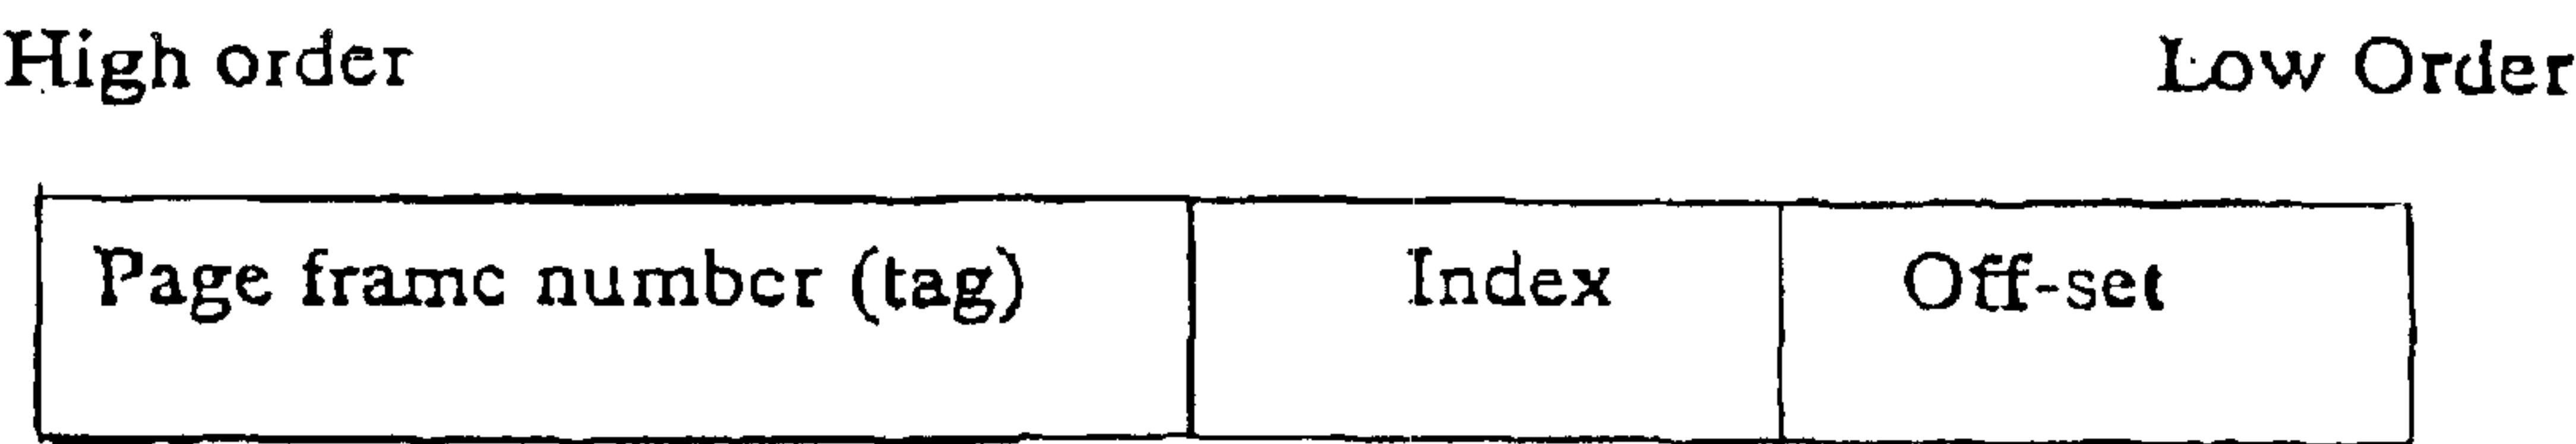 High order Low Order
Page frame number (tag) Index Off-set